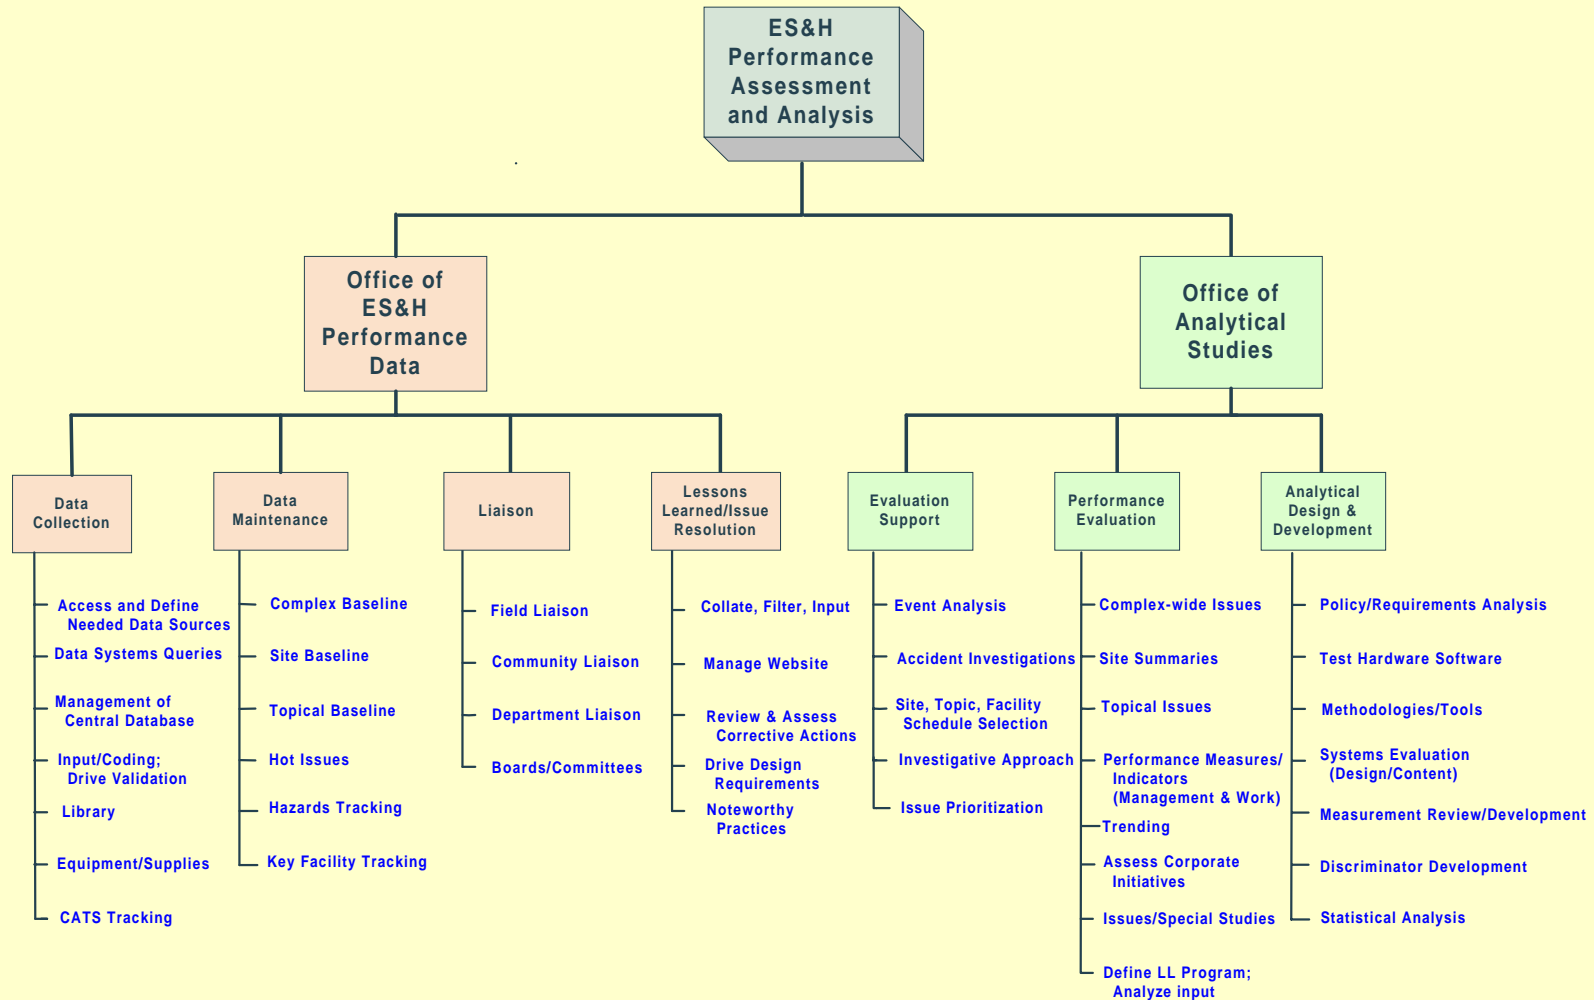 ES&H
Performance
Assessment
and Analysis
Office of
ES&H
Performance
Data
Office of
Analytical
Studies
Data
Collection
Data
Maintenance
Liaison
Lessons
Learned/Issue
Resolution
Evaluation
Support
Performance
Evaluation
Analytical
Design &
Development
Access and Define
Needed Data Sources
Data Systems Queries
Management of
Central Database
Input/Coding;
Drive Validation
Library
Equipment/Supplies
CATS Tracking
Complex Baseline
Site Baseline
Topical Baseline
Hot Issues
Hazards Tracking
Key Facility Tracking
Field Liaison
Community Liaison
Department Liaison
Boards/Committees
Collate, Filter, Input
Manage Website
Review & Assess
Corrective Actions
Drive Design
Requirements
Noteworthy
Practices
Event Analysis
Accident Investigations
Site, Topic, Facility
Schedule Selection
Investigative Approach
Issue Prioritization
Complex-wide Issues
Site Summaries
Topical Issues
Performance Measures/
Indicators
(Management & Work)
Trending
Assess Corporate
Initiatives
Issues/Special Studies
Define LL Program;
Analyze input
Policy/Requirements Analysis
Test Hardware Software
Methodologies/Tools
Systems Evaluation
(Design/Content)
Measurement Review/Development
Discriminator Development
Statistical Analysis